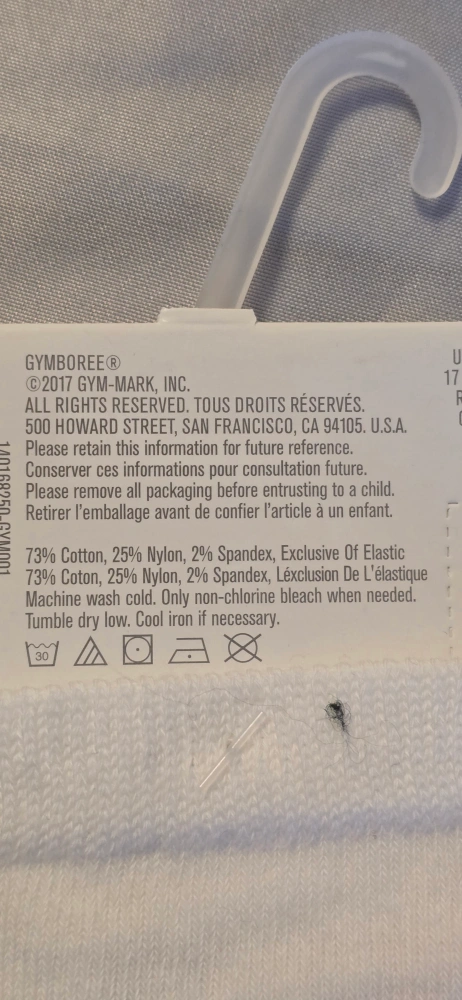 GYMBOREE®
©2017 GYM-MARK, INC.
ALL RIGHTS RESERVED. TOUS DROITS RÉSERVÉS.
500 HOWARD STREET, SAN FRANCISCO, CA 94105. U.S.A.
Please retain this information for future reference.
Conserver ces informations pour consultation future.
Please remove all packaging before entrusting to a child.
Retirer l'emballage avant de confier l'article à un enfant.
73% Cotton, 25% Nylon, 2% Spandex, Exclusive Of Elastic
73% Coton, 25% Nylon, 2% Spandex, Léxclusion De L'élastique
Machine wash cold. Only non-chlorine bleach when needed.
Tumble dry low. Cool iron if necessary.
30
140168250-GYM001
17